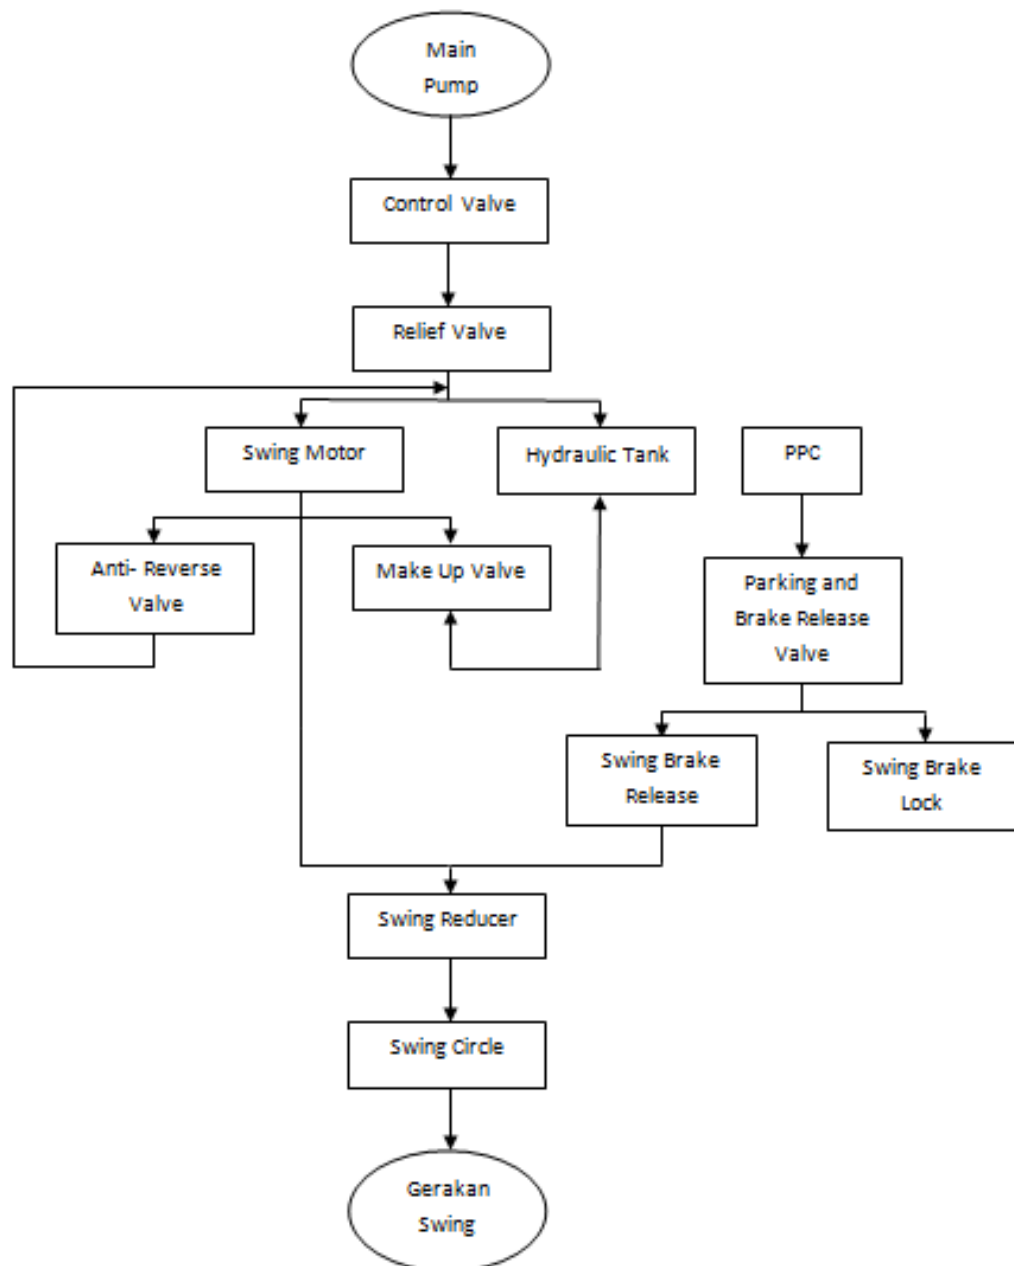 Main
Pump
Control Valve
Relief Valve
Swing Motor
Hydraulic Tank
PPC
Anti- Reverse
Valve
Make Up Valve
Parking and
Brake Release
Valve
Swing Brake
Release
Swing Brake
Lock
Swing Reducer
Swing Circle
Gerakan
Swing